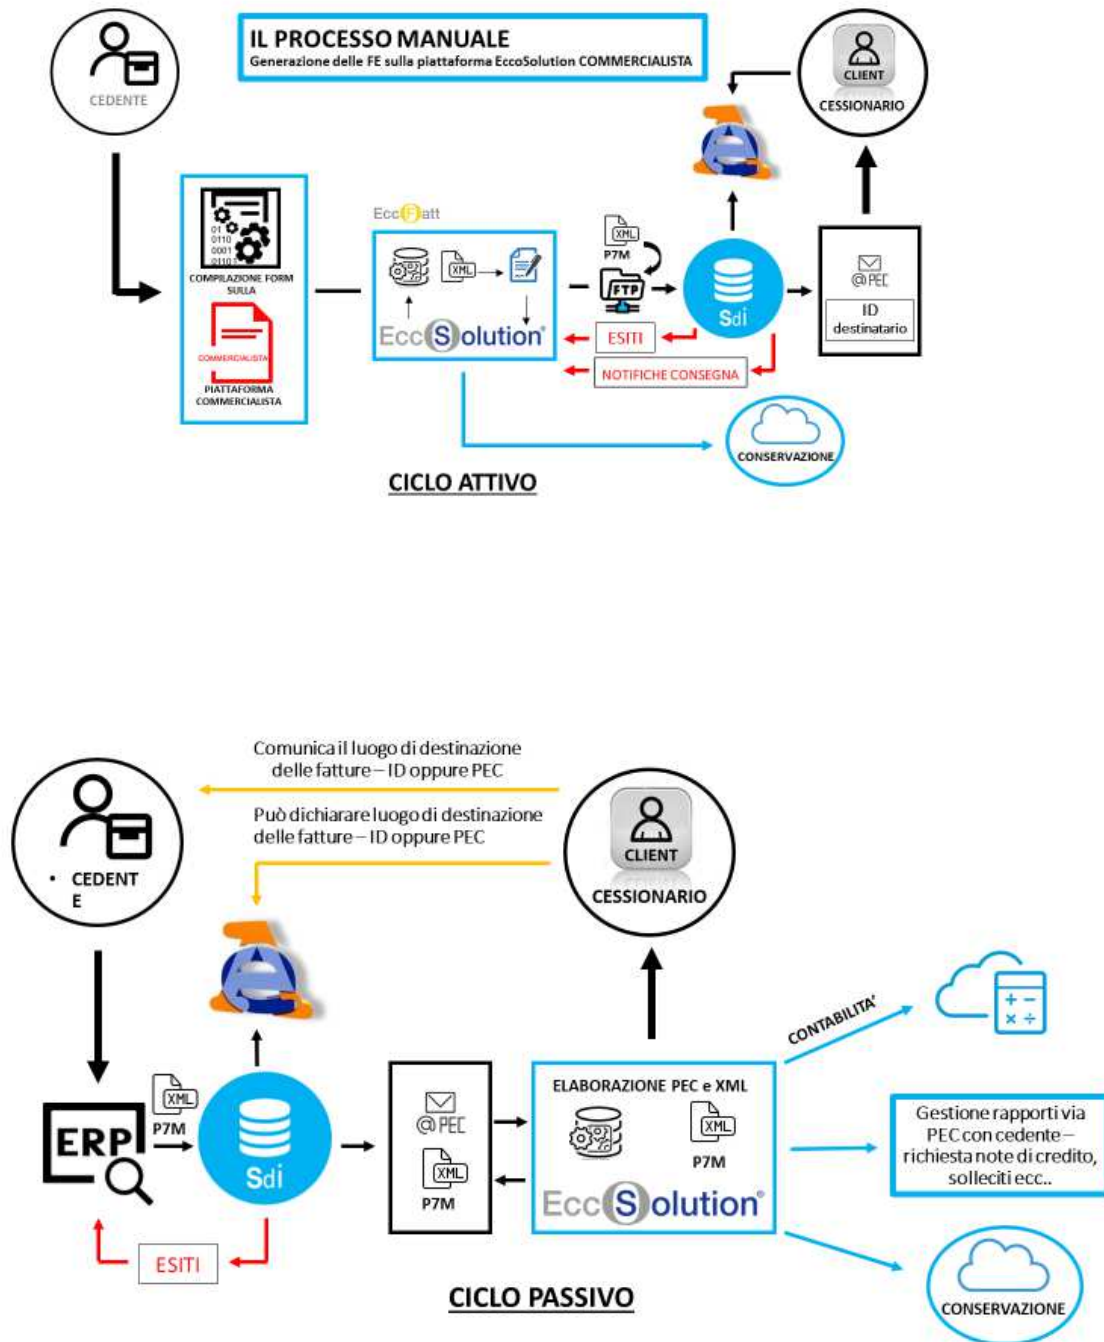 IL PROCESSO MANUALE
Generazione delle FE sulla piattaforma EccoSolution COMMERCIALISTA
CEDENTE
CLIENT
CESSIONARIO
01
0110
0001
01101
COMPILAZIONE FORM
SULLA
COMMERCIALISTA
PIATTAFORMA
COMMERCIALISTA
EccoFatt
XML
EccoSolution®
XML
P7M
FTP
Sdi
@PEC
ID
destinatario
ESITI
NOTIFICHE CONSEGNA
CONSERVAZIONE
CICLO ATTIVO
Comunica il luogo di destinazione
delle fatture – ID oppure PEC
Può dichiarare luogo di destinazione
delle fatture – ID oppure PEC
• CEDENT
E
CLIENT
CESSIONARIO
CONTABILITA'
ERP
XML
P7M
Sdi
@PEC
XML
P7M
ELABORAZIONE PEC e XML
XML
P7M
EccoSolution®
Gestione rapporti via
PEC con cedente –
richiesta note di credito,
solleciti ecc..
ESITI
CONSERVAZIONE
CICLO PASSIVO